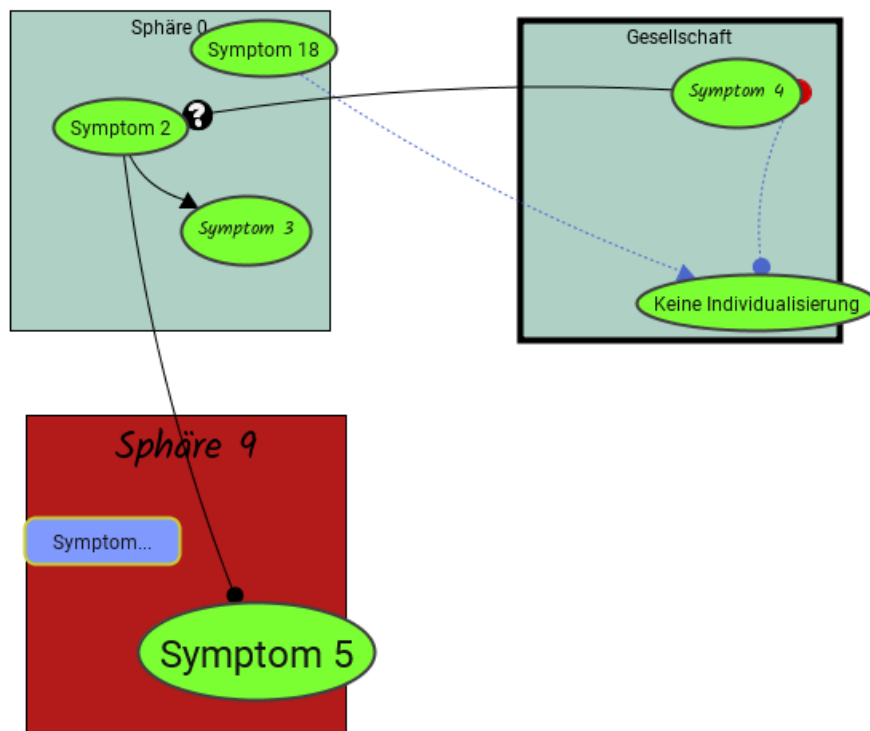 Sphäre 0
Symptom 18
Gesellschaft
Symptom 4
?
Symptom 2
Symptom 3
Keine Individualisierung
Sphäre 9
Symptom...
Symptom 5